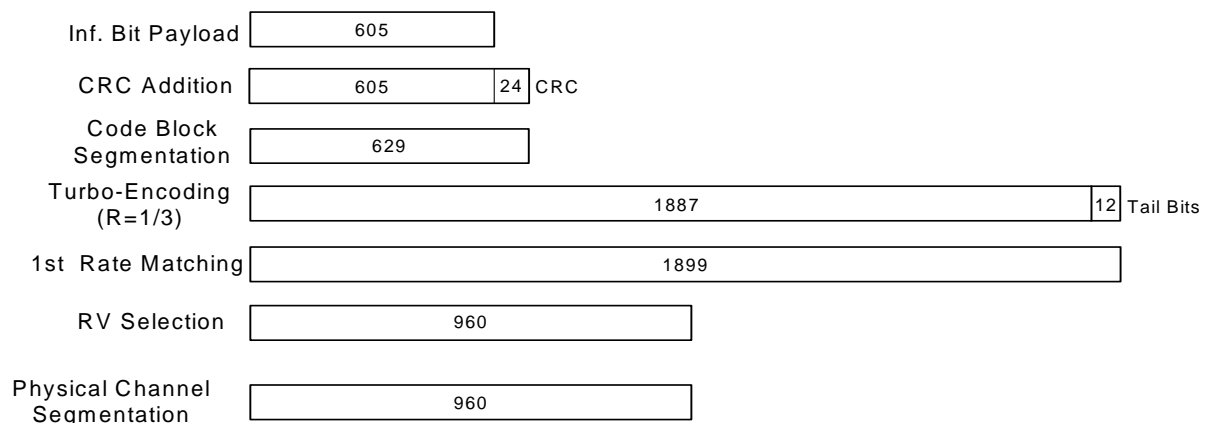 Inf. Bit Payload 605
CRC Addition 605 24 CRC
Code Block
Segmentation 629
Turbo-Encoding
(R=1/3) 1887 12 Tail Bits
1st Rate Matching 1899
RV Selection 960
Physical Channel
Segmentation 960